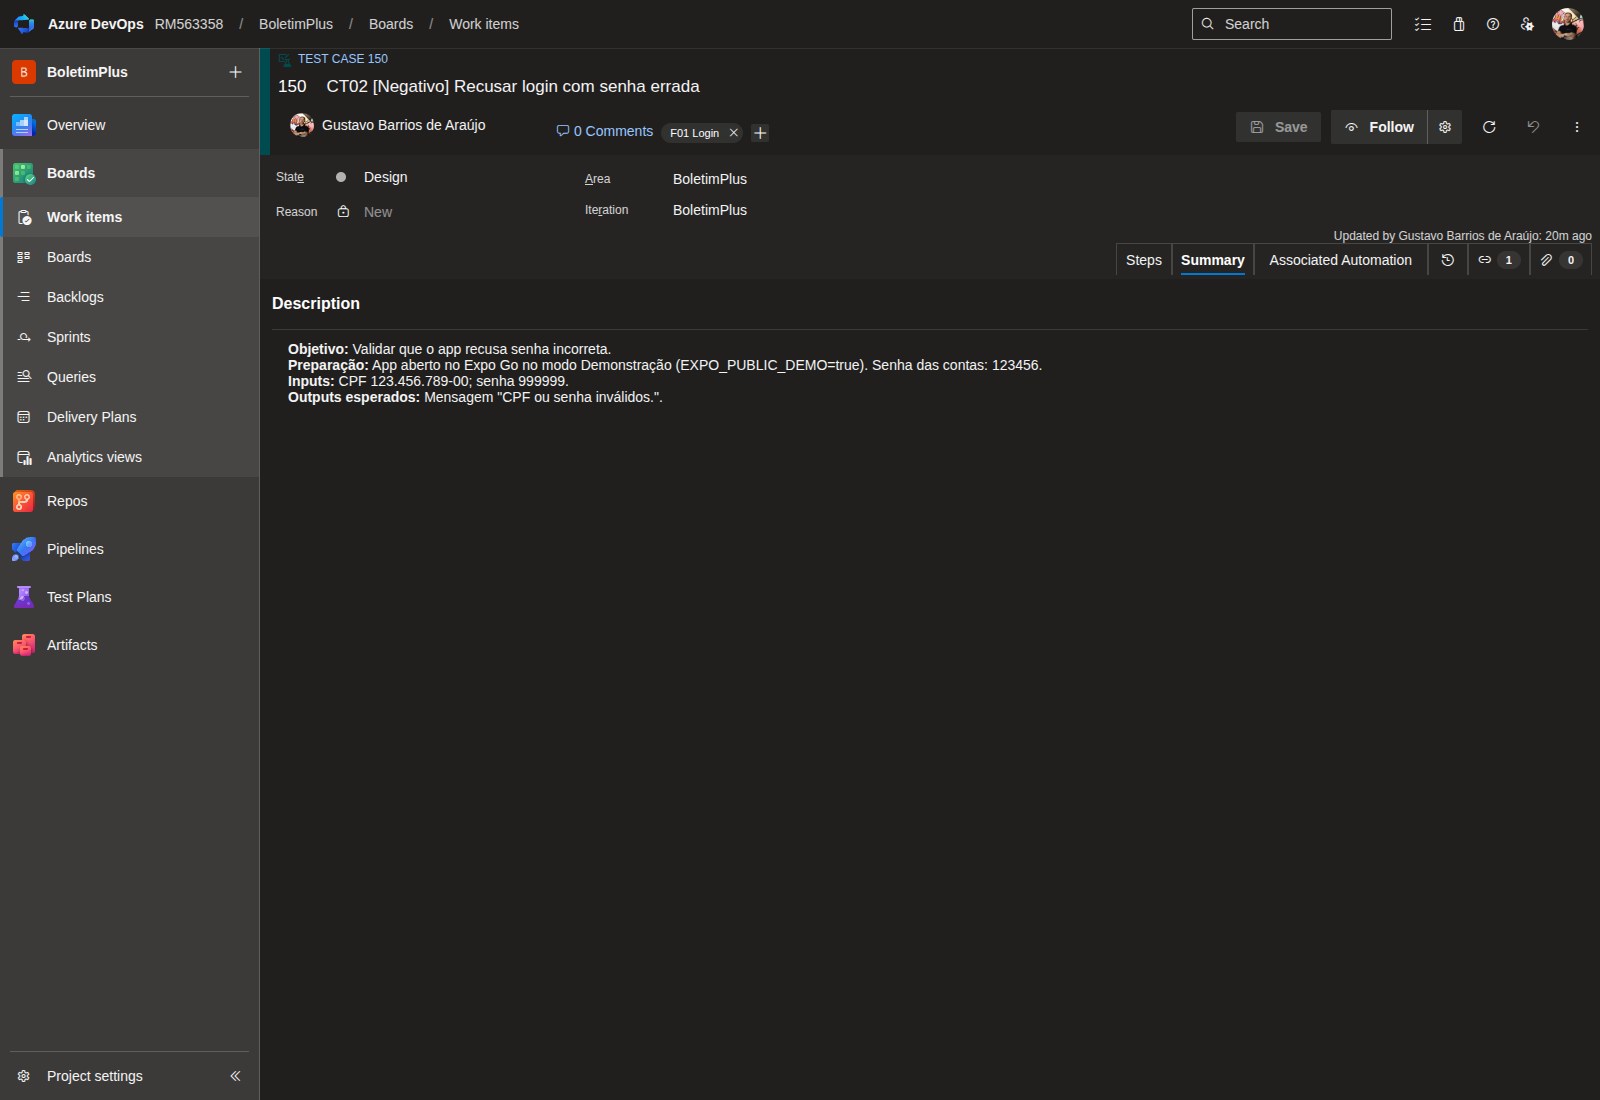 Azure DevOps RM563358 / BoletimPlus / Boards / Work items
Search
B BoletimPlus
Overview
Boards
Work items
Boards
Backlogs
Sprints
Queries
Delivery Plans
Analytics views
Repos
Pipelines
Test Plans
Artifacts
Project settings
TEST CASE 150
150 CT02 [Negativo] Recusar login com senha errada
Gustavo Barrios de Araújo
0 Comments
F01 Login
Save
Follow
State Design
Area BoletimPlus
Reason New
Iteration BoletimPlus
Updated by Gustavo Barrios de Araújo: 20m ago
Steps Summary Associated Automation 1 0
Description
Objetivo: Validar que o app recusa senha incorreta.
Preparação: App aberto no Expo Go no modo Demonstração (EXPO_PUBLIC_DEMO=true). Senha das contas: 123456.
Inputs: CPF 123.456.789-00; senha 999999.
Outputs esperados: Mensagem "CPF ou senha inválidos.".